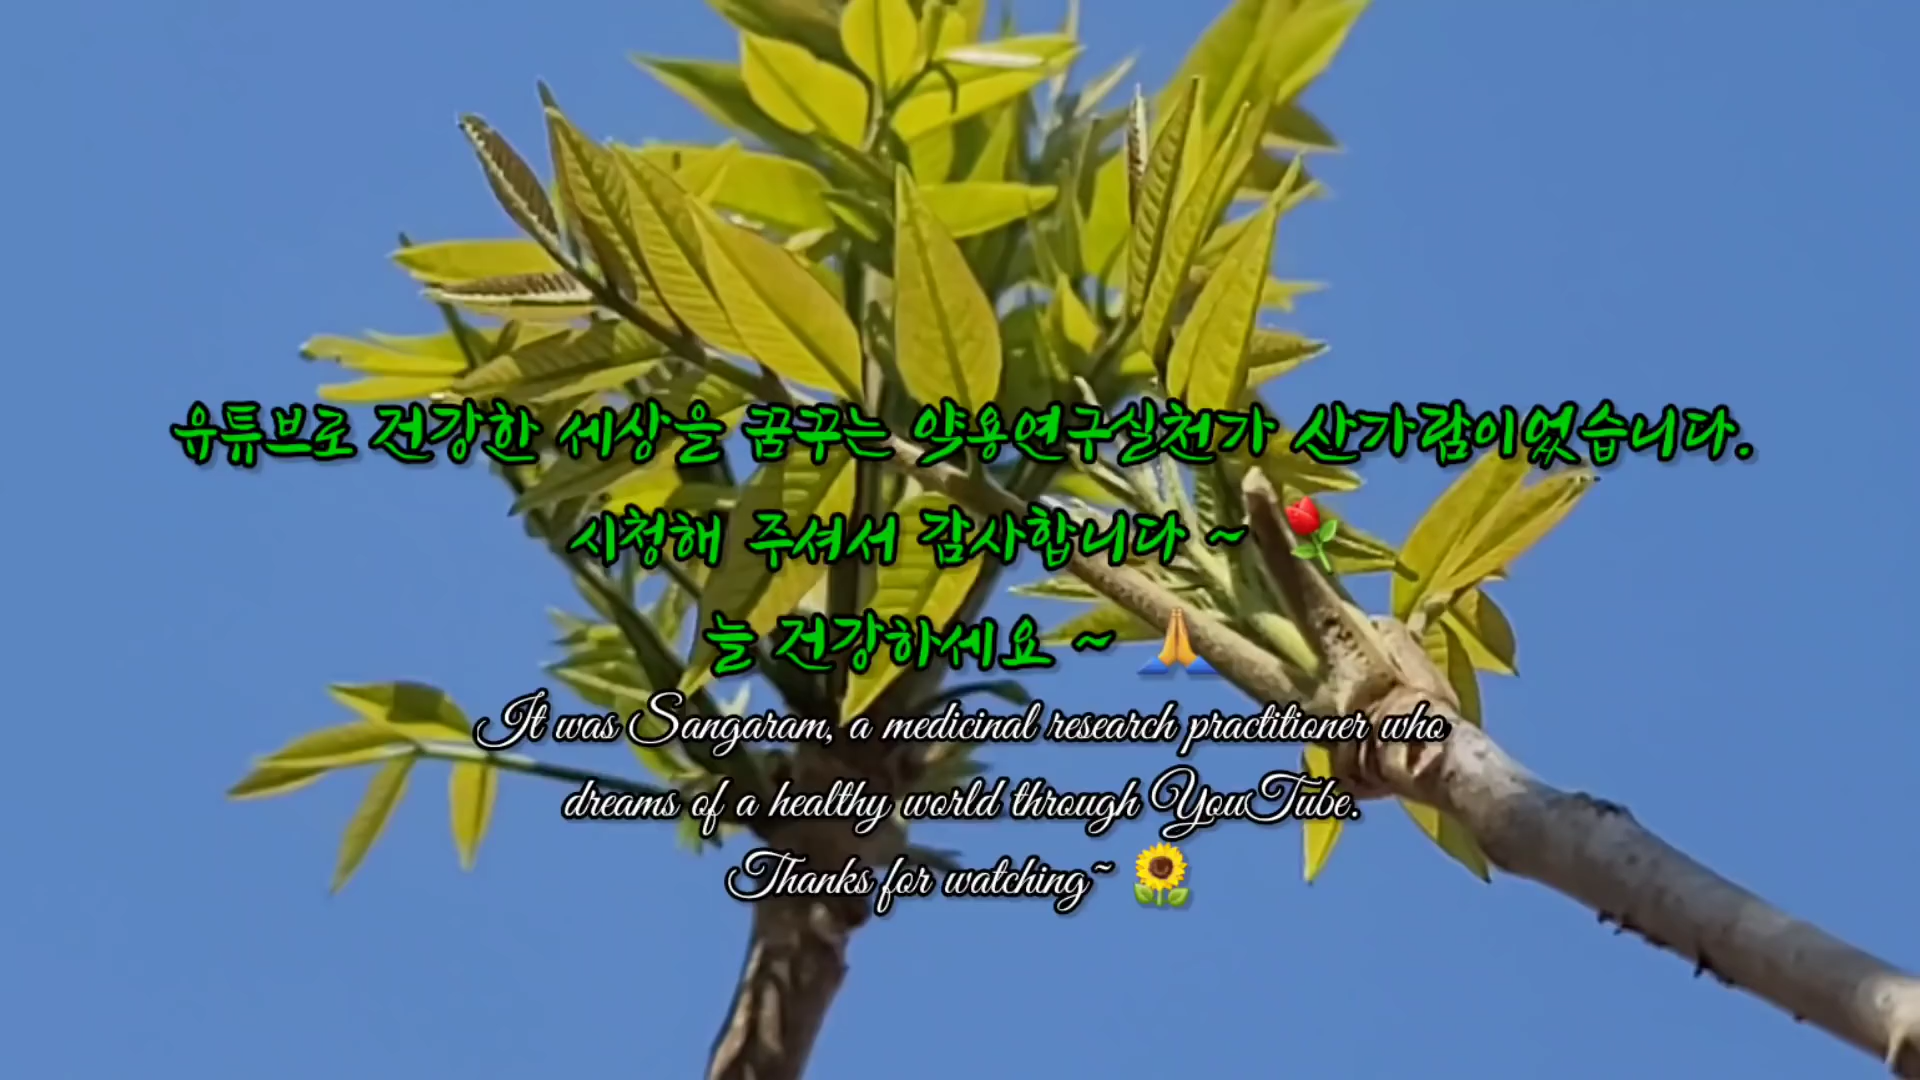 유튜브로 건강한 세상을 꿈꾸는 약용연구실천가 산가람이었습니다.
시청해 주셔서 감사합니다 ~ 🌹
늘 건강하세요 ~ 🙏
It was Sangaram, a medicinal research practitioner who
dreams of a healthy world through YouTube.
Thanks for watching~ 🌻